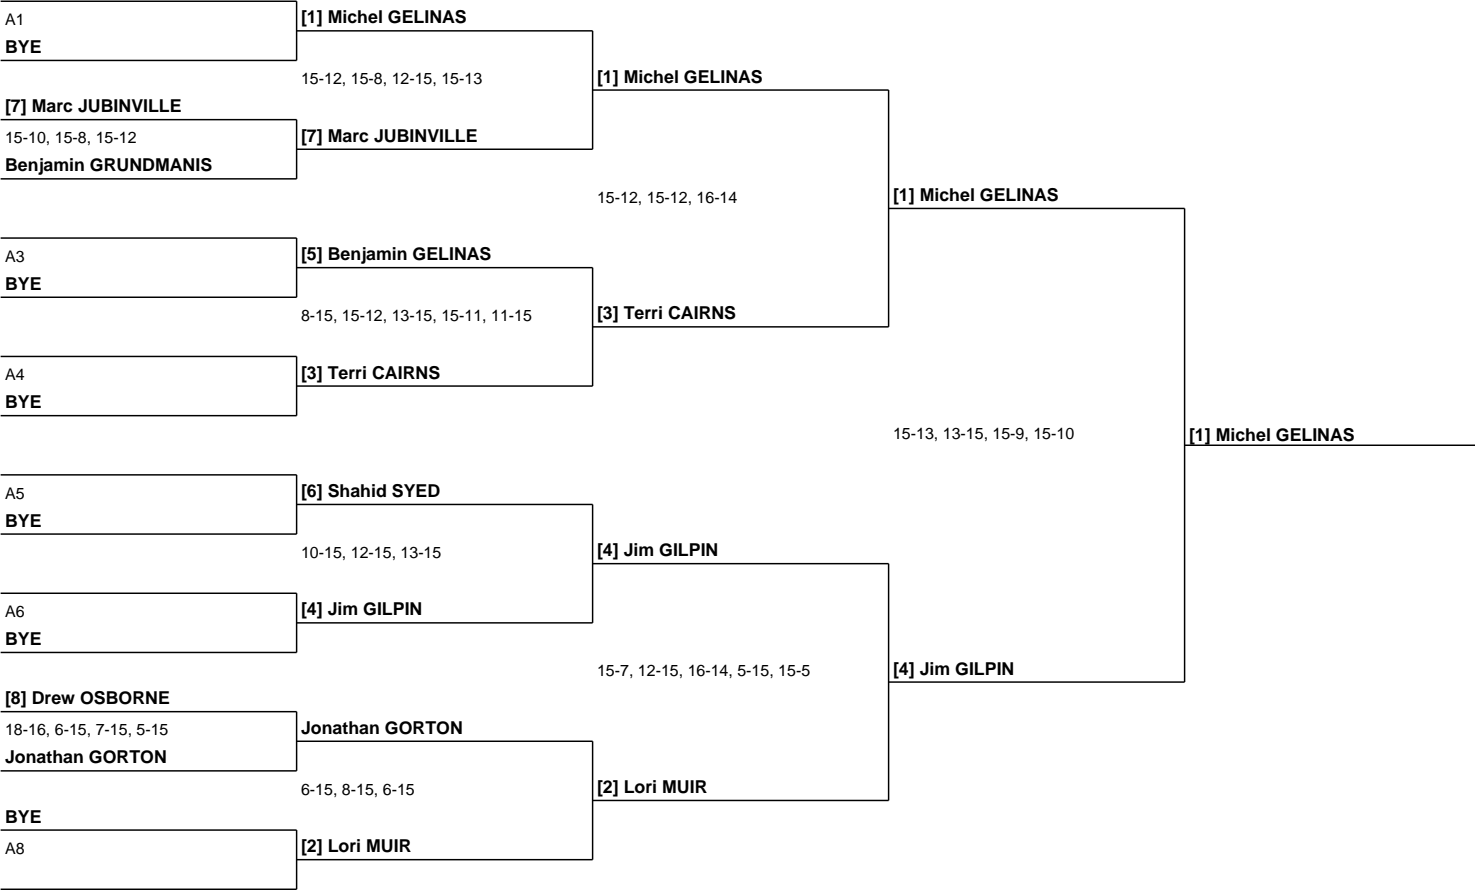 A1
BYE
[1] Michel GELINAS
15-12, 15-8, 12-15, 15-13
[1] Michel GELINAS
[7] Marc JUBINVILLE
15-10, 15-8, 15-12
Benjamin GRUNDMANIS
[7] Marc JUBINVILLE
15-12, 15-12, 16-14
[1] Michel GELINAS
A3
BYE
[5] Benjamin GELINAS
8-15, 15-12, 13-15, 15-11, 11-15
[3] Terri CAIRNS
A4
BYE
[3] Terri CAIRNS
15-13, 13-15, 15-9, 15-10
[1] Michel GELINAS
A5
BYE
[6] Shahid SYED
10-15, 12-15, 13-15
[4] Jim GILPIN
A6
BYE
[4] Jim GILPIN
15-7, 12-15, 16-14, 5-15, 15-5
[4] Jim GILPIN
[8] Drew OSBORNE
18-16, 6-15, 7-15, 5-15
Jonathan GORTON
Jonathan GORTON
6-15, 8-15, 6-15
[2] Lori MUIR
BYE
A8
[2] Lori MUIR